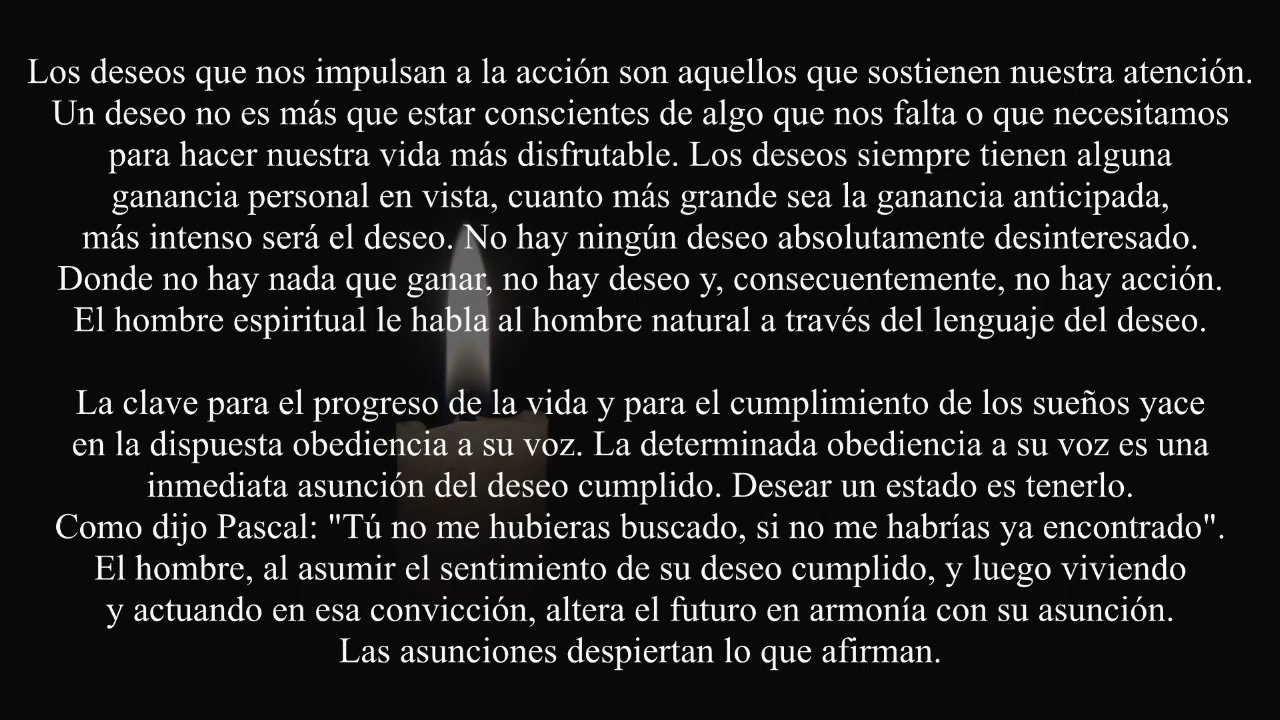 Los deseos que nos impulsan a la acción son aquellos que sostienen nuestra atención.
Un deseo no es más que estar conscientes de algo que nos falta o que necesitamos
para hacer nuestra vida más disfrutable. Los deseos siempre tienen alguna
ganancia personal en vista, cuanto más grande sea la ganancia anticipada,
más intenso será el deseo. No hay ningún deseo absolutamente desinteresado.
Donde no hay nada que ganar, no hay deseo y, consecuentemente, no hay acción.
El hombre espiritual le habla al hombre natural a través del lenguaje del deseo.
La clave para el progreso de la vida y para el cumplimiento de los sueños yace
en la dispuesta obediencia a su voz. La determinada obediencia a su voz es una
inmediata asunción del deseo cumplido. Desear un estado es tenerlo.
Como dijo Pascal: "Tú no me hubieras buscado, si no me habrías ya encontrado".
El hombre, al asumir el sentimiento de su deseo cumplido, y luego viviendo
y actuando en esa convicción, altera el futuro en armonía con su asunción.
Las asunciones despiertan lo que afirman.